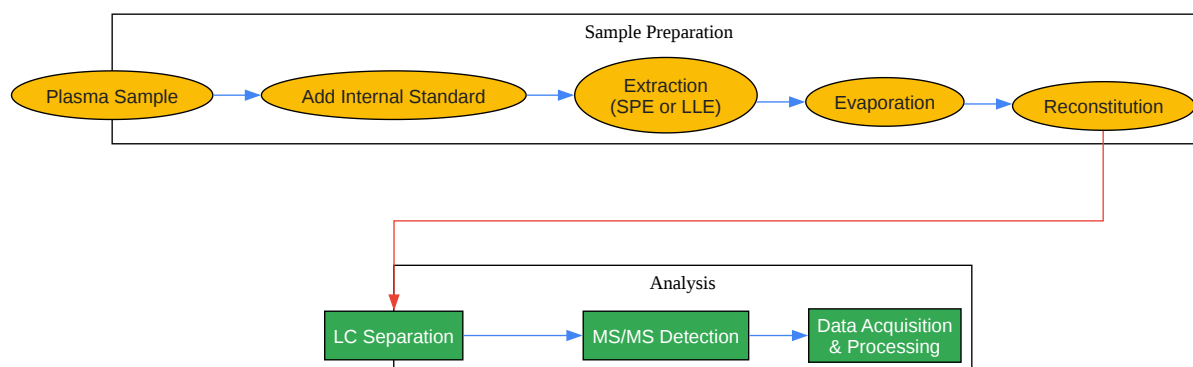 Sample Preparation
Plasma Sample
Add Internal Standard
Extraction
(SPE or LLE)
Evaporation
Reconstitution
Analysis
LC Separation
MS/MS Detection
Data Acquisition
& Processing